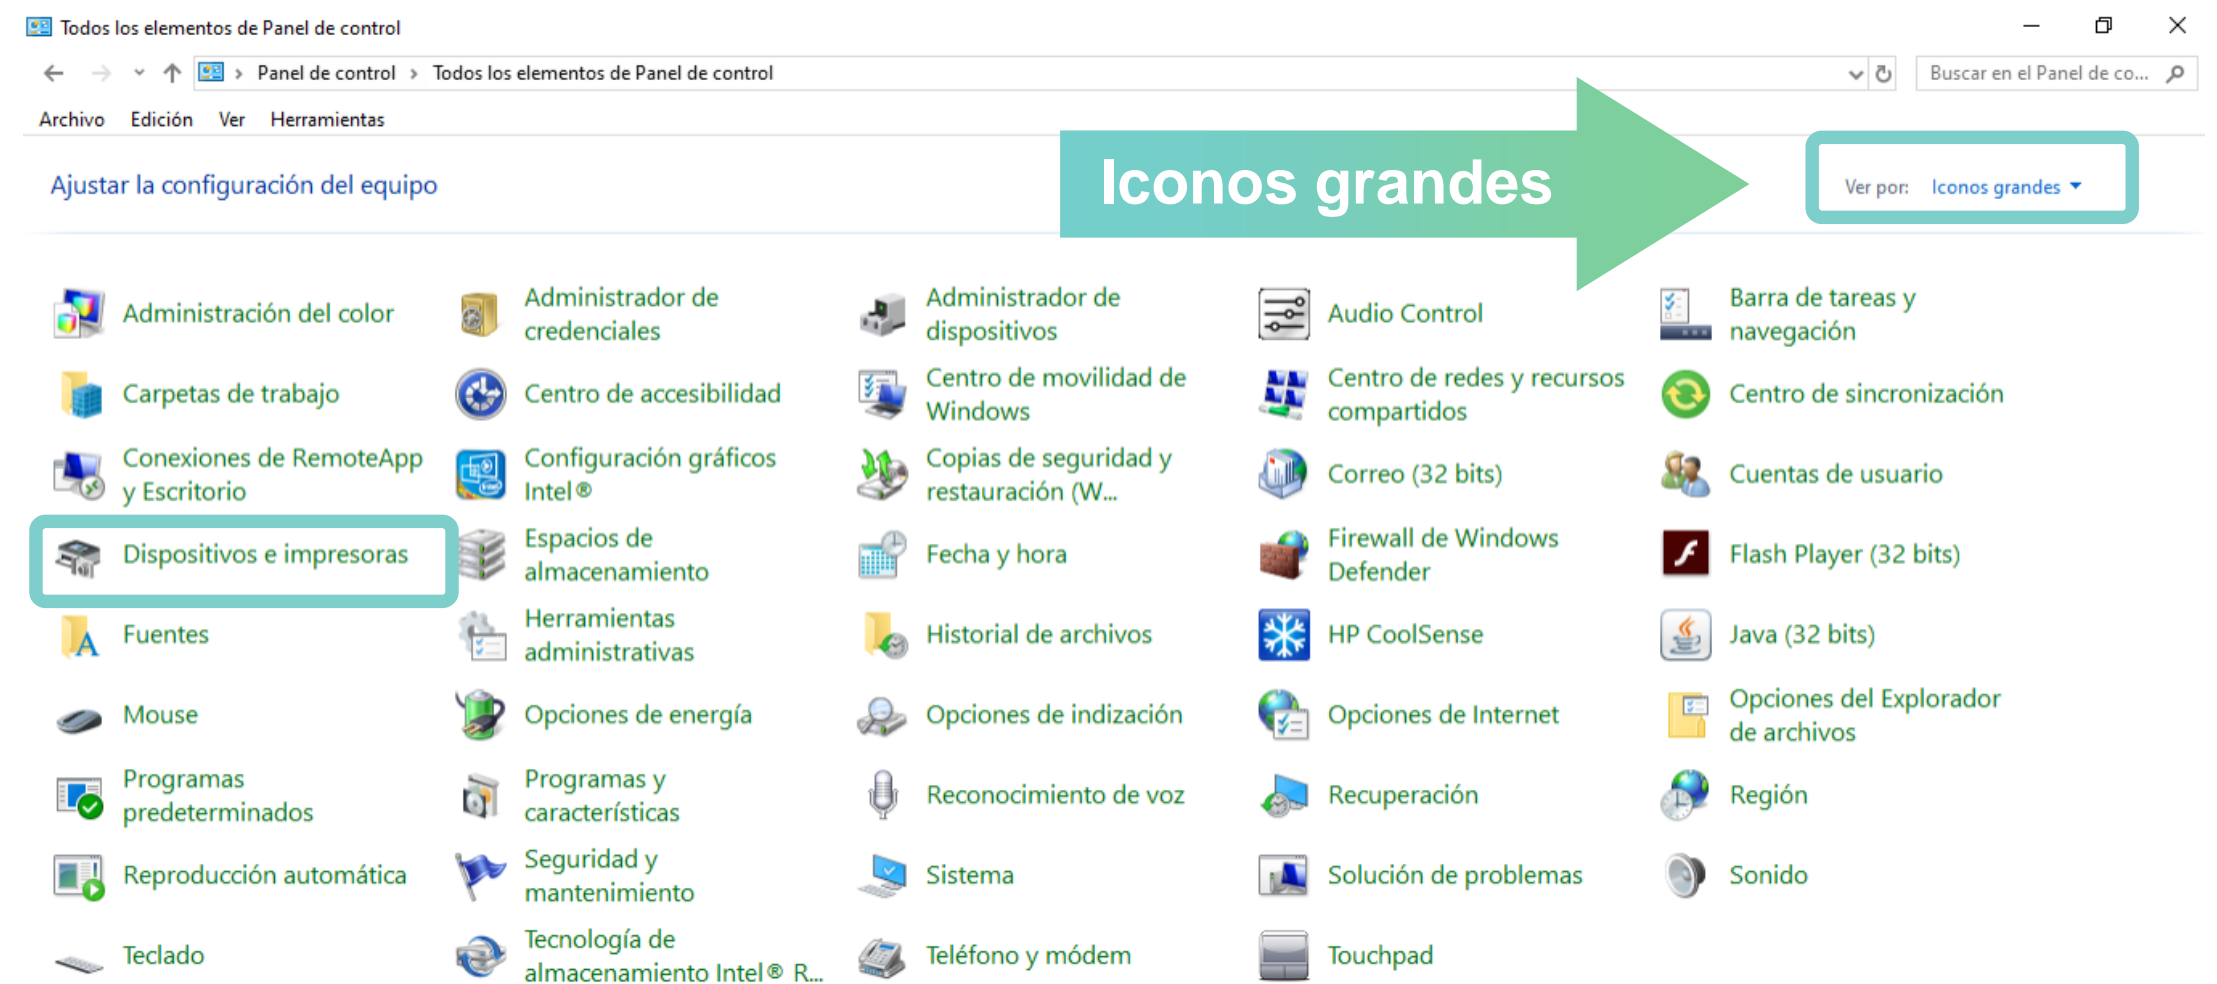 Todos los elementos de Panel de control
Panel de control › Todos los elementos de Panel de control
Buscar en el Panel de co...
Archivo Edición Ver Herramientas
Ajustar la configuración del equipo
Iconos grandes
Ver por: Iconos grandes
Administración del color
Administrador de
credenciales
Administrador de
dispositivos
Audio Control
Barra de tareas y
navegación
Carpetas de trabajo
Centro de accesibilidad
Centro de movilidad de
Windows
Centro de redes y recursos
compartidos
Centro de sincronización
Conexiones de RemoteApp
y Escritorio
Configuración gráficos
Intel®
Copias de seguridad y
restauración (W...
Correo (32 bits)
Cuentas de usuario
Dispositivos e impresoras
Espacios de
almacenamiento
Fecha y hora
Firewall de Windows
Defender
Flash Player (32 bits)
Fuentes
Herramientas
administrativas
Historial de archivos
HP CoolSense
Java (32 bits)
Mouse
Opciones de energía
Opciones de indización
Opciones de Internet
Opciones del Explorador
de archivos
Programas
predeterminados
Programas y
características
Reconocimiento de voz
Recuperación
Región
Reproducción automática
Seguridad y
mantenimiento
Sistema
Solución de problemas
Sonido
Teclado
Tecnología de
almacenamiento Intel® R...
Teléfono y módem
Touchpad